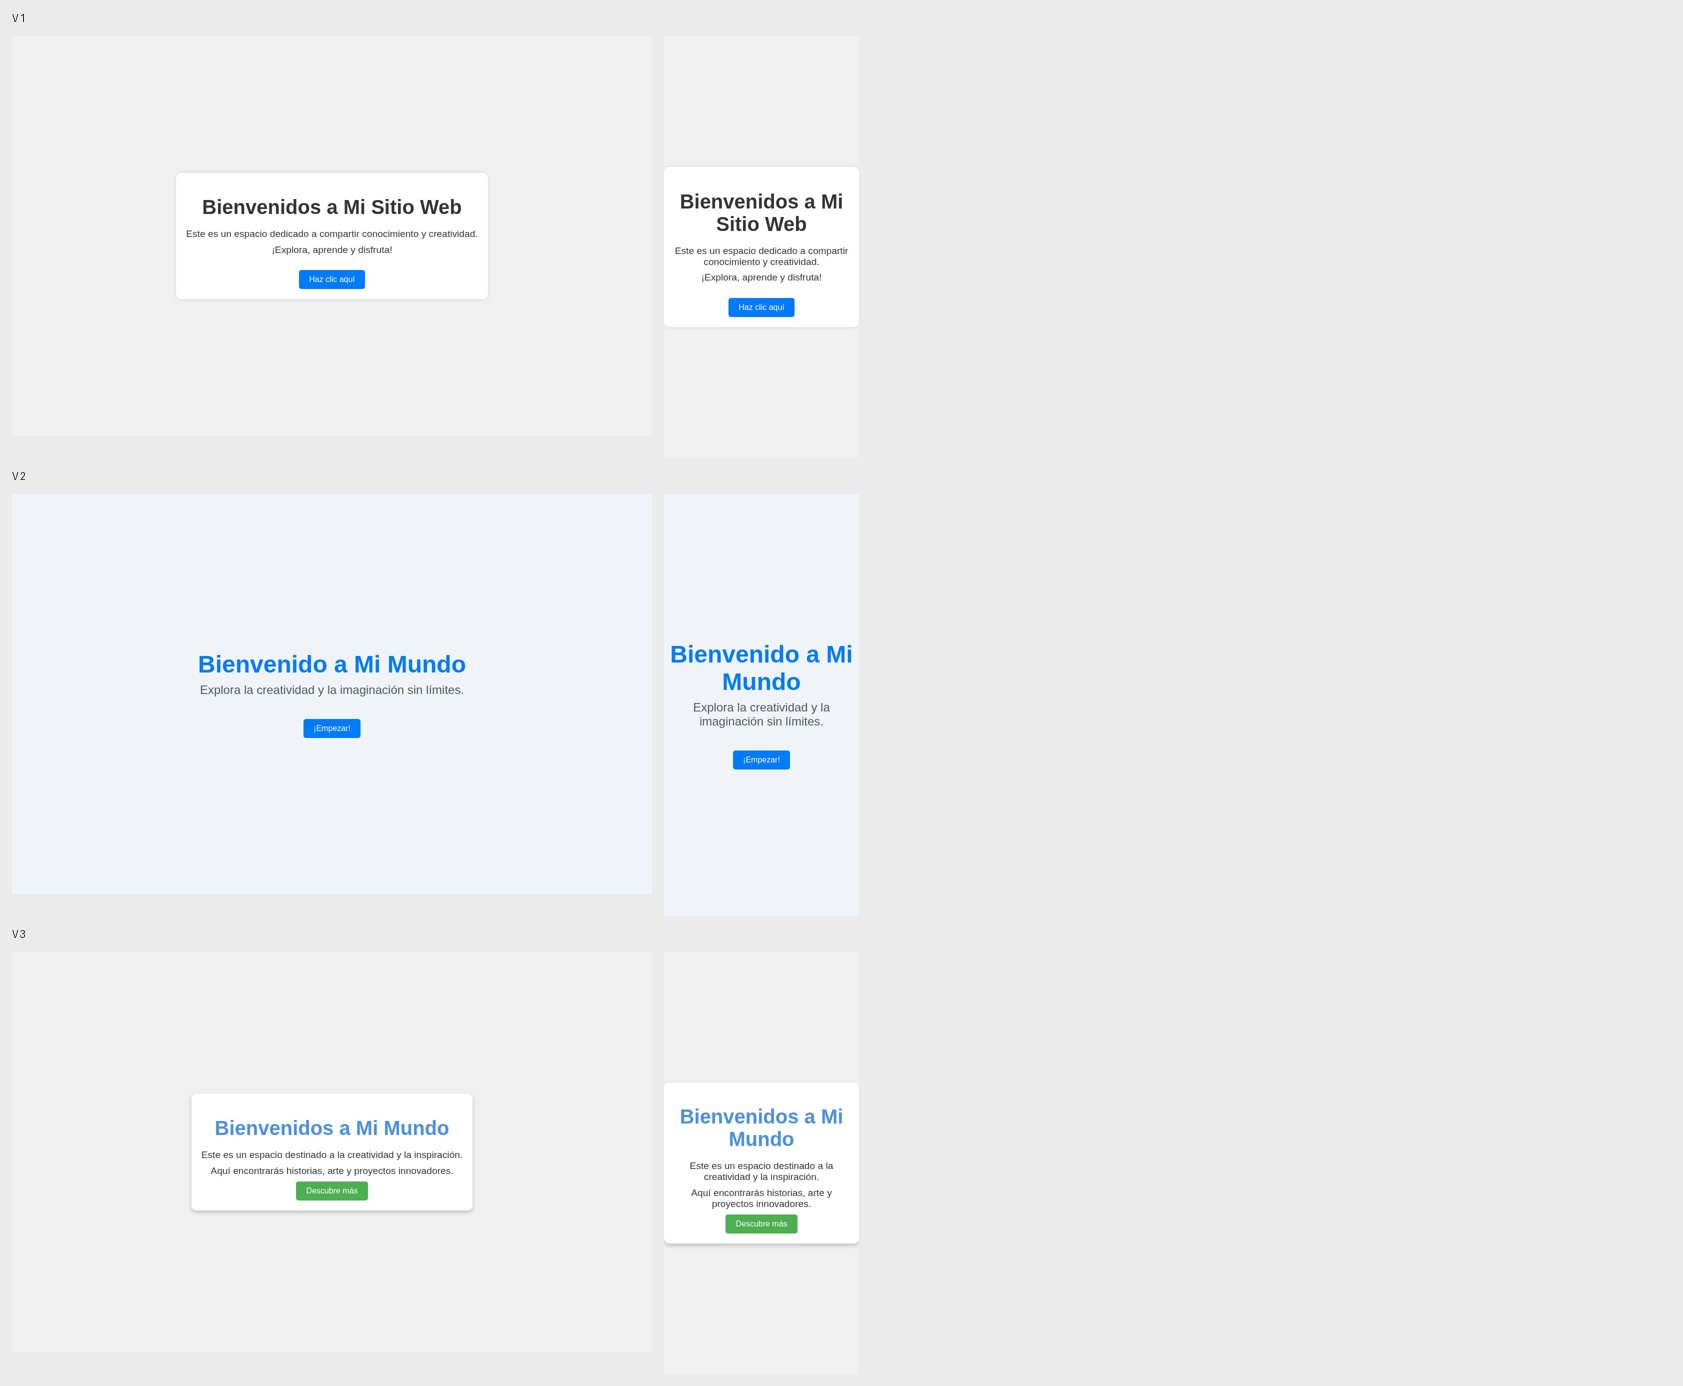 V1
Bienvenidos a Mi Sitio Web
Este es un espacio dedicado a compartir conocimiento y creatividad.
¡Explora, aprende y disfruta!
Haz clic aquí
Bienvenidos a Mi
Sitio Web
Este es un espacio dedicado a compartir
conocimiento y creatividad.
¡Explora, aprende y disfruta!
Haz clic aquí
V2
Bienvenido a Mi Mundo
Explora la creatividad y la imaginación sin límites.
¡Empezar!
Bienvenido a Mi
Mundo
Explora la creatividad y la
imaginación sin límites.
¡Empezar!
V3
Bienvenidos a Mi Mundo
Este es un espacio destinado a la creatividad y la inspiración.
Aquí encontrarás historias, arte y proyectos innovadores.
Descubre más
Bienvenidos a Mi
Mundo
Este es un espacio destinado a la
creatividad y la inspiración.
Aquí encontrarás historias, arte y
proyectos innovadores.
Descubre más